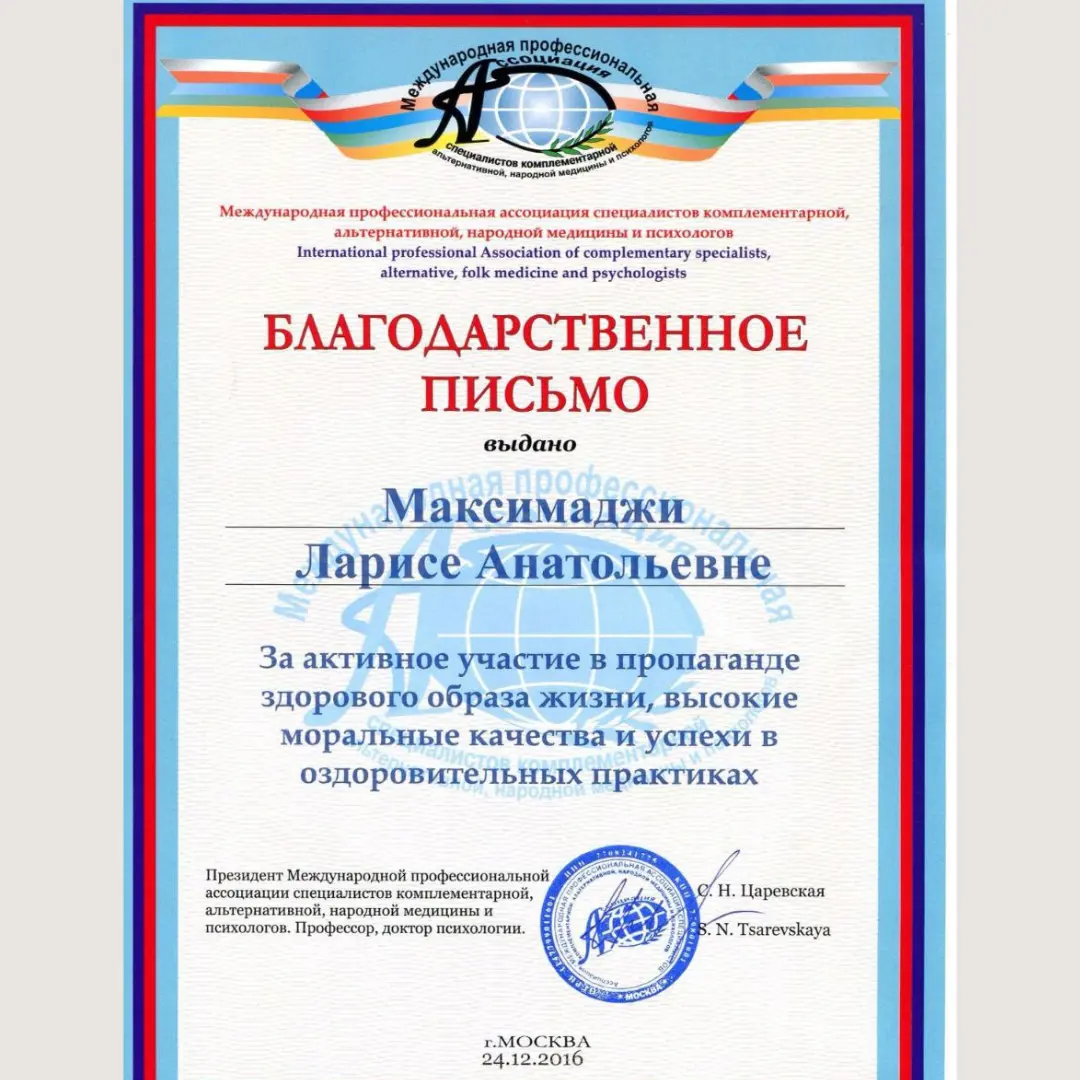 Международная профессиональная
Ассоциация
специалистов комплементарной
альтернативной, народной медицины и психологов
Международная профессиональная ассоциация специалистов комплементарной,
альтернативной, народной медицины и психологов
International professional Association of complementary specialists,
alternative, folk medicine and psychologists
БЛАГОДАРСТВЕННОЕ
ПИСЬМО
выдано
Максимаджи
Ларисе Анатольевне
За активное участие в пропаганде
здорового образа жизни, высокие
моральные качества и успехи в
оздоровительных практиках
Президент Международной профессиональной
ассоциации специалистов комплементарной,
альтернативной, народной медицины и
психологов. Профессор, доктор психологии.
С. Н. Царевская
S. N. Tsarevskaya
* МОСКВА *
г.МОСКВА
24.12.2016